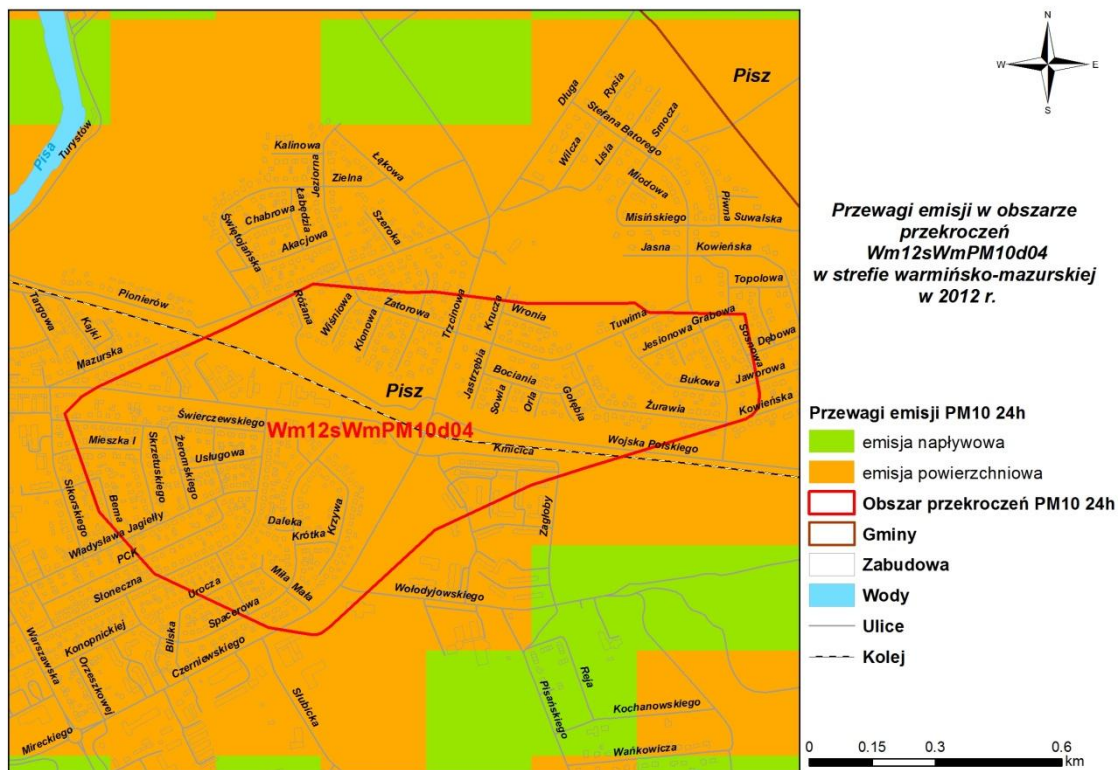 N
W
E
S
Przewagi emisji w obszarze
przekroczeń
Wm12sWmPM10d04
w strefie warmińsko-mazurskiej
w 2012 r.
Przewagi emisji PM10 24h
emisja napływowa
emisja powierzchniowa
Obszar przekroczeń PM10 24h
Gminy
Zabudowa
Wody
Ulice
Kolej
0 0.15 0.3 0.6
km
Pisz
Pisa
Turystów
Długa
Rysia
Stefana Batorego
Smocza
Wilcza
Lisia
Miodowa
Misińskiego
Piwna
Suwalska
Jasna
Kowieńska
Topolowa
Kalinowa
Jeziorna
Zielna
Łąkowa
Chabrowa
Łabędzia
Świętojańska
Akacjowa
Szeroka
Pionierów
Targowa
Kajki
Mazurska
Różana
Wiśniowa
Klonowa
Zatorowa
Trzcinowa
Krucza
Wronia
Tuwima
Grabowa
Jesionowa
Sosnowa
Dębowa
Jaworowa
Bukowa
Kowieńska
Jastrzębia
Bociania
Sowia
Orla
Gołębia
Żurawia
Pisz
Wm12sWmPM10d04
Świerczewskiego
Mieszka I
Skrzetuskiego
Żeromskiego
Usługowa
Kmicica
Wojska Polskiego
Sikorskiego
Bema
Władysława Jagiełły
PCK
Daleka
Krótka
Krzywa
Zagłoby
Słoneczna
Urocza
Miła
Mała
Wołodyjowskiego
Spacerowa
Konopnickiej
Bliska
Czerniewskiego
Warszawska
Orzeszkowej
Mireckiego
Słubicka
Pisańskiego
Reja
Kochanowskiego
Wańkowicza